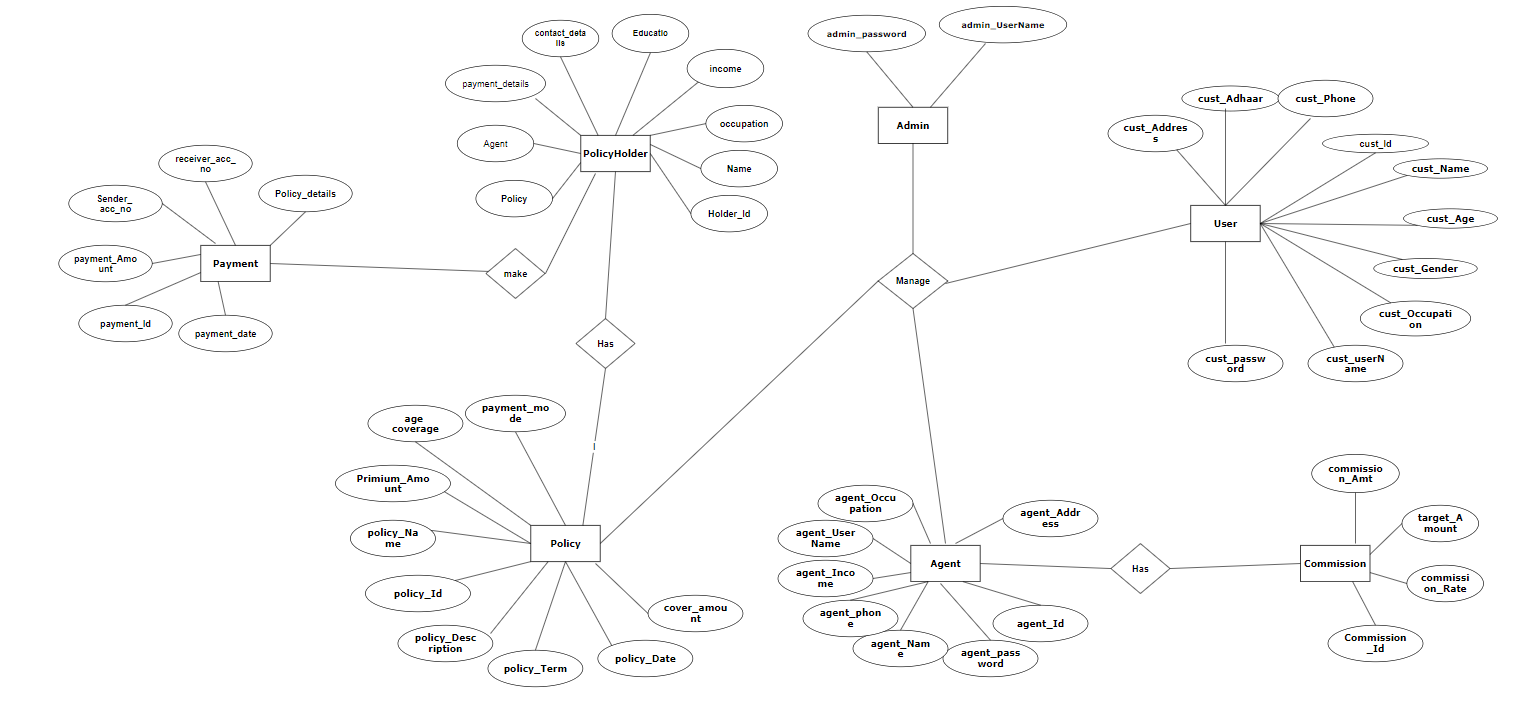 contact_deta
ils
Educatio
payment_details
income
Agent
occupation
PolicyHolder
Name
Policy
Holder_Id
admin_password
admin_UserName
Admin
cust_Adhaar
cust_Phone
cust_Addres
s
cust_Id
cust_Name
User
cust_Age
cust_Gender
cust_Occupati
on
cust_passw
ord
cust_userN
ame
receiver_acc_
no
Sender_
acc_no
Policy_details
payment_Amo
unt
Payment
payment_Id
payment_date
make
Manage
Has
age
coverage
payment_mo
de
I
Primium_Amo
unt
policy_Na
me
Policy
policy_Id
cover_amou
nt
policy_Desc
ription
policy_Term
policy_Date
agent_Occu
pation
agent_Addr
ess
agent_User
Name
Agent
agent_Inco
me
agent_phon
e
agent_Id
agent_Nam
e
agent_pass
word
Has
commissio
n_Amt
target_A
mount
Commission
commissi
on_Rate
Commission
_Id